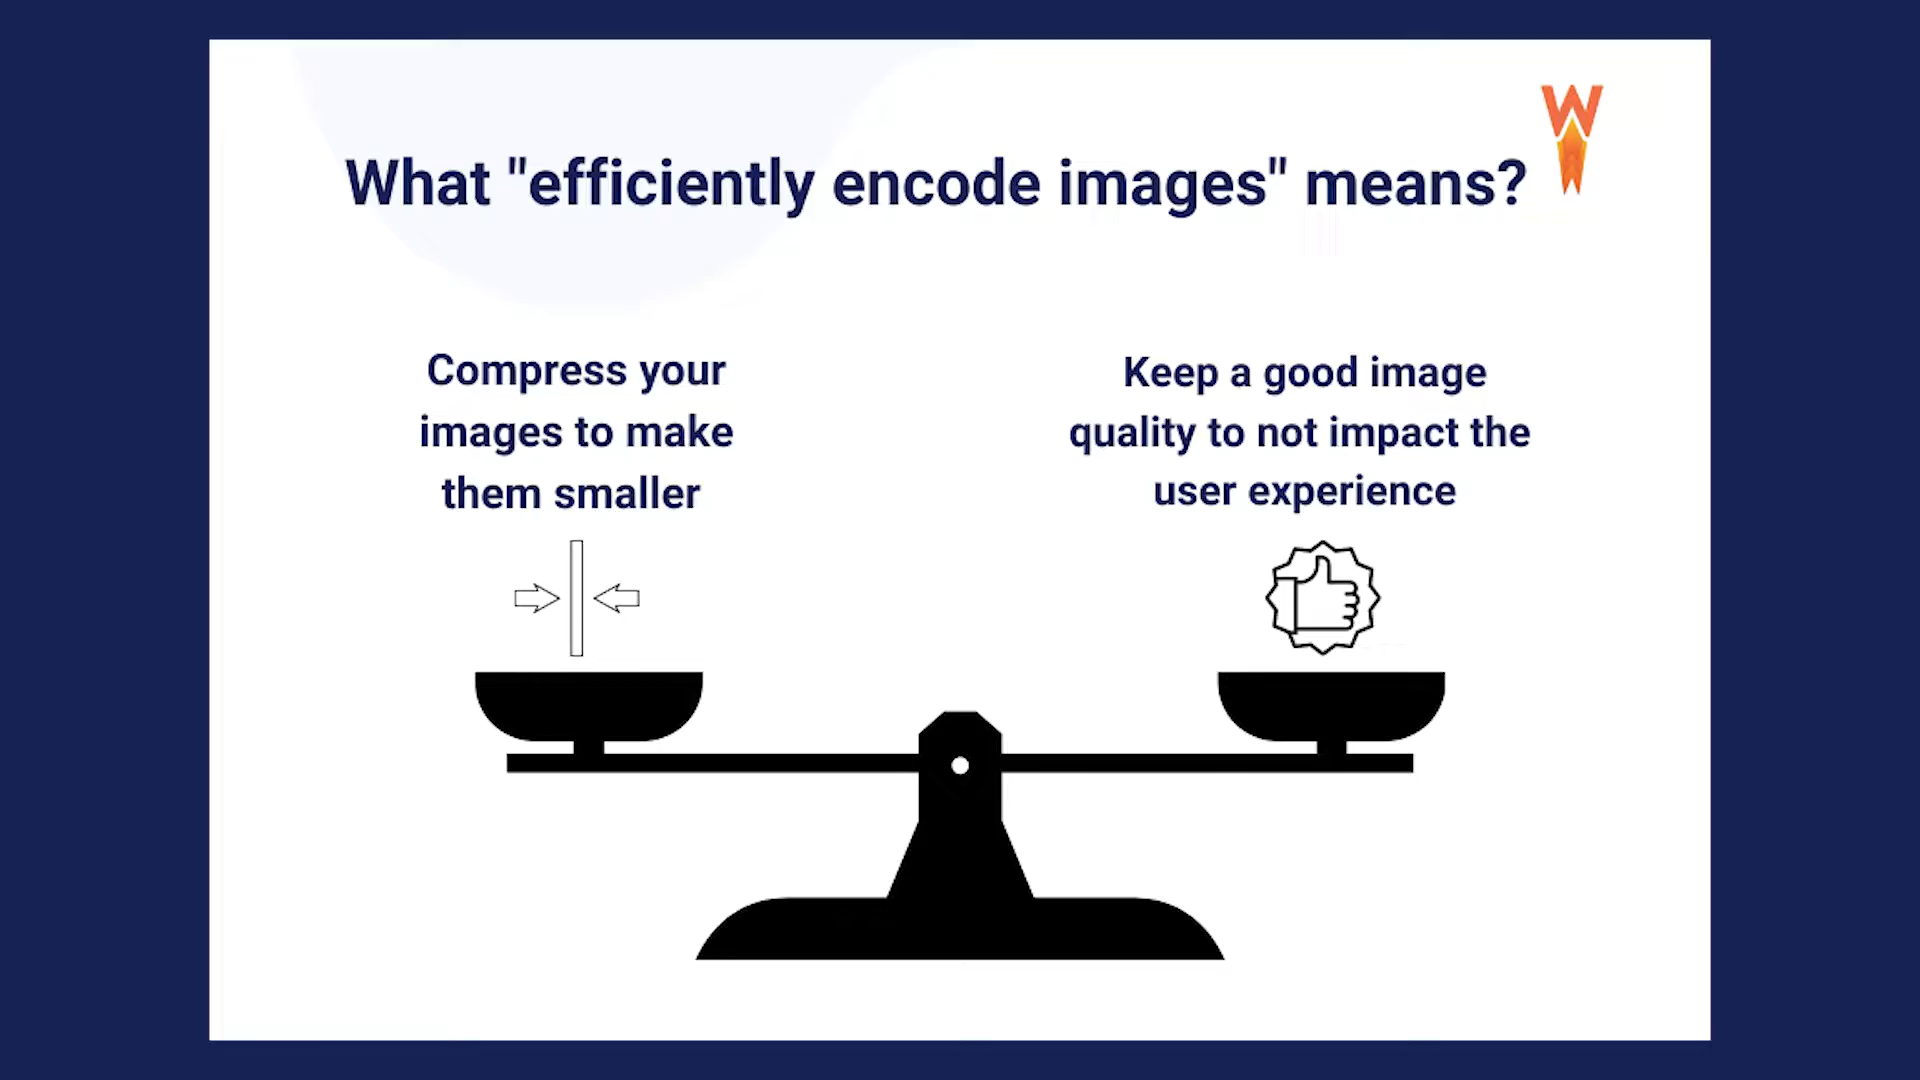 What "efficiently encode images" means?
Compress your
images to make
them smaller
Keep a good image
quality to not impact the
user experience